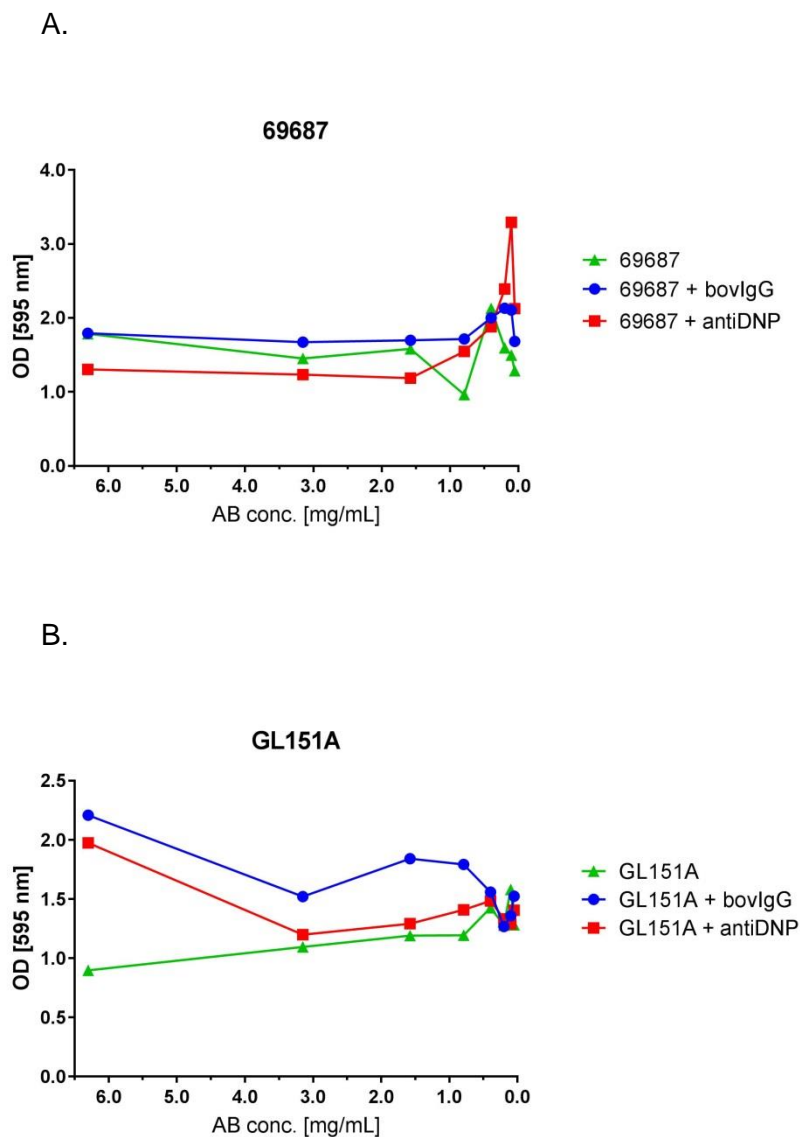 A.
69687
4.0
3.0
2.0
1.0
0.0
OD [595 nm]
6.0 5.0 4.0 3.0 2.0 1.0 0.0
AB conc. [mg/mL]
69687
69687 + bovIgG
69687 + antiDNP
B.
GL151A
2.5
2.0
1.5
1.0
0.5
0.0
OD [595 nm]
6.0 5.0 4.0 3.0 2.0 1.0 0.0
AB conc. [mg/mL]
GL151A
GL151A + bovIgG
GL151A + antiDNP